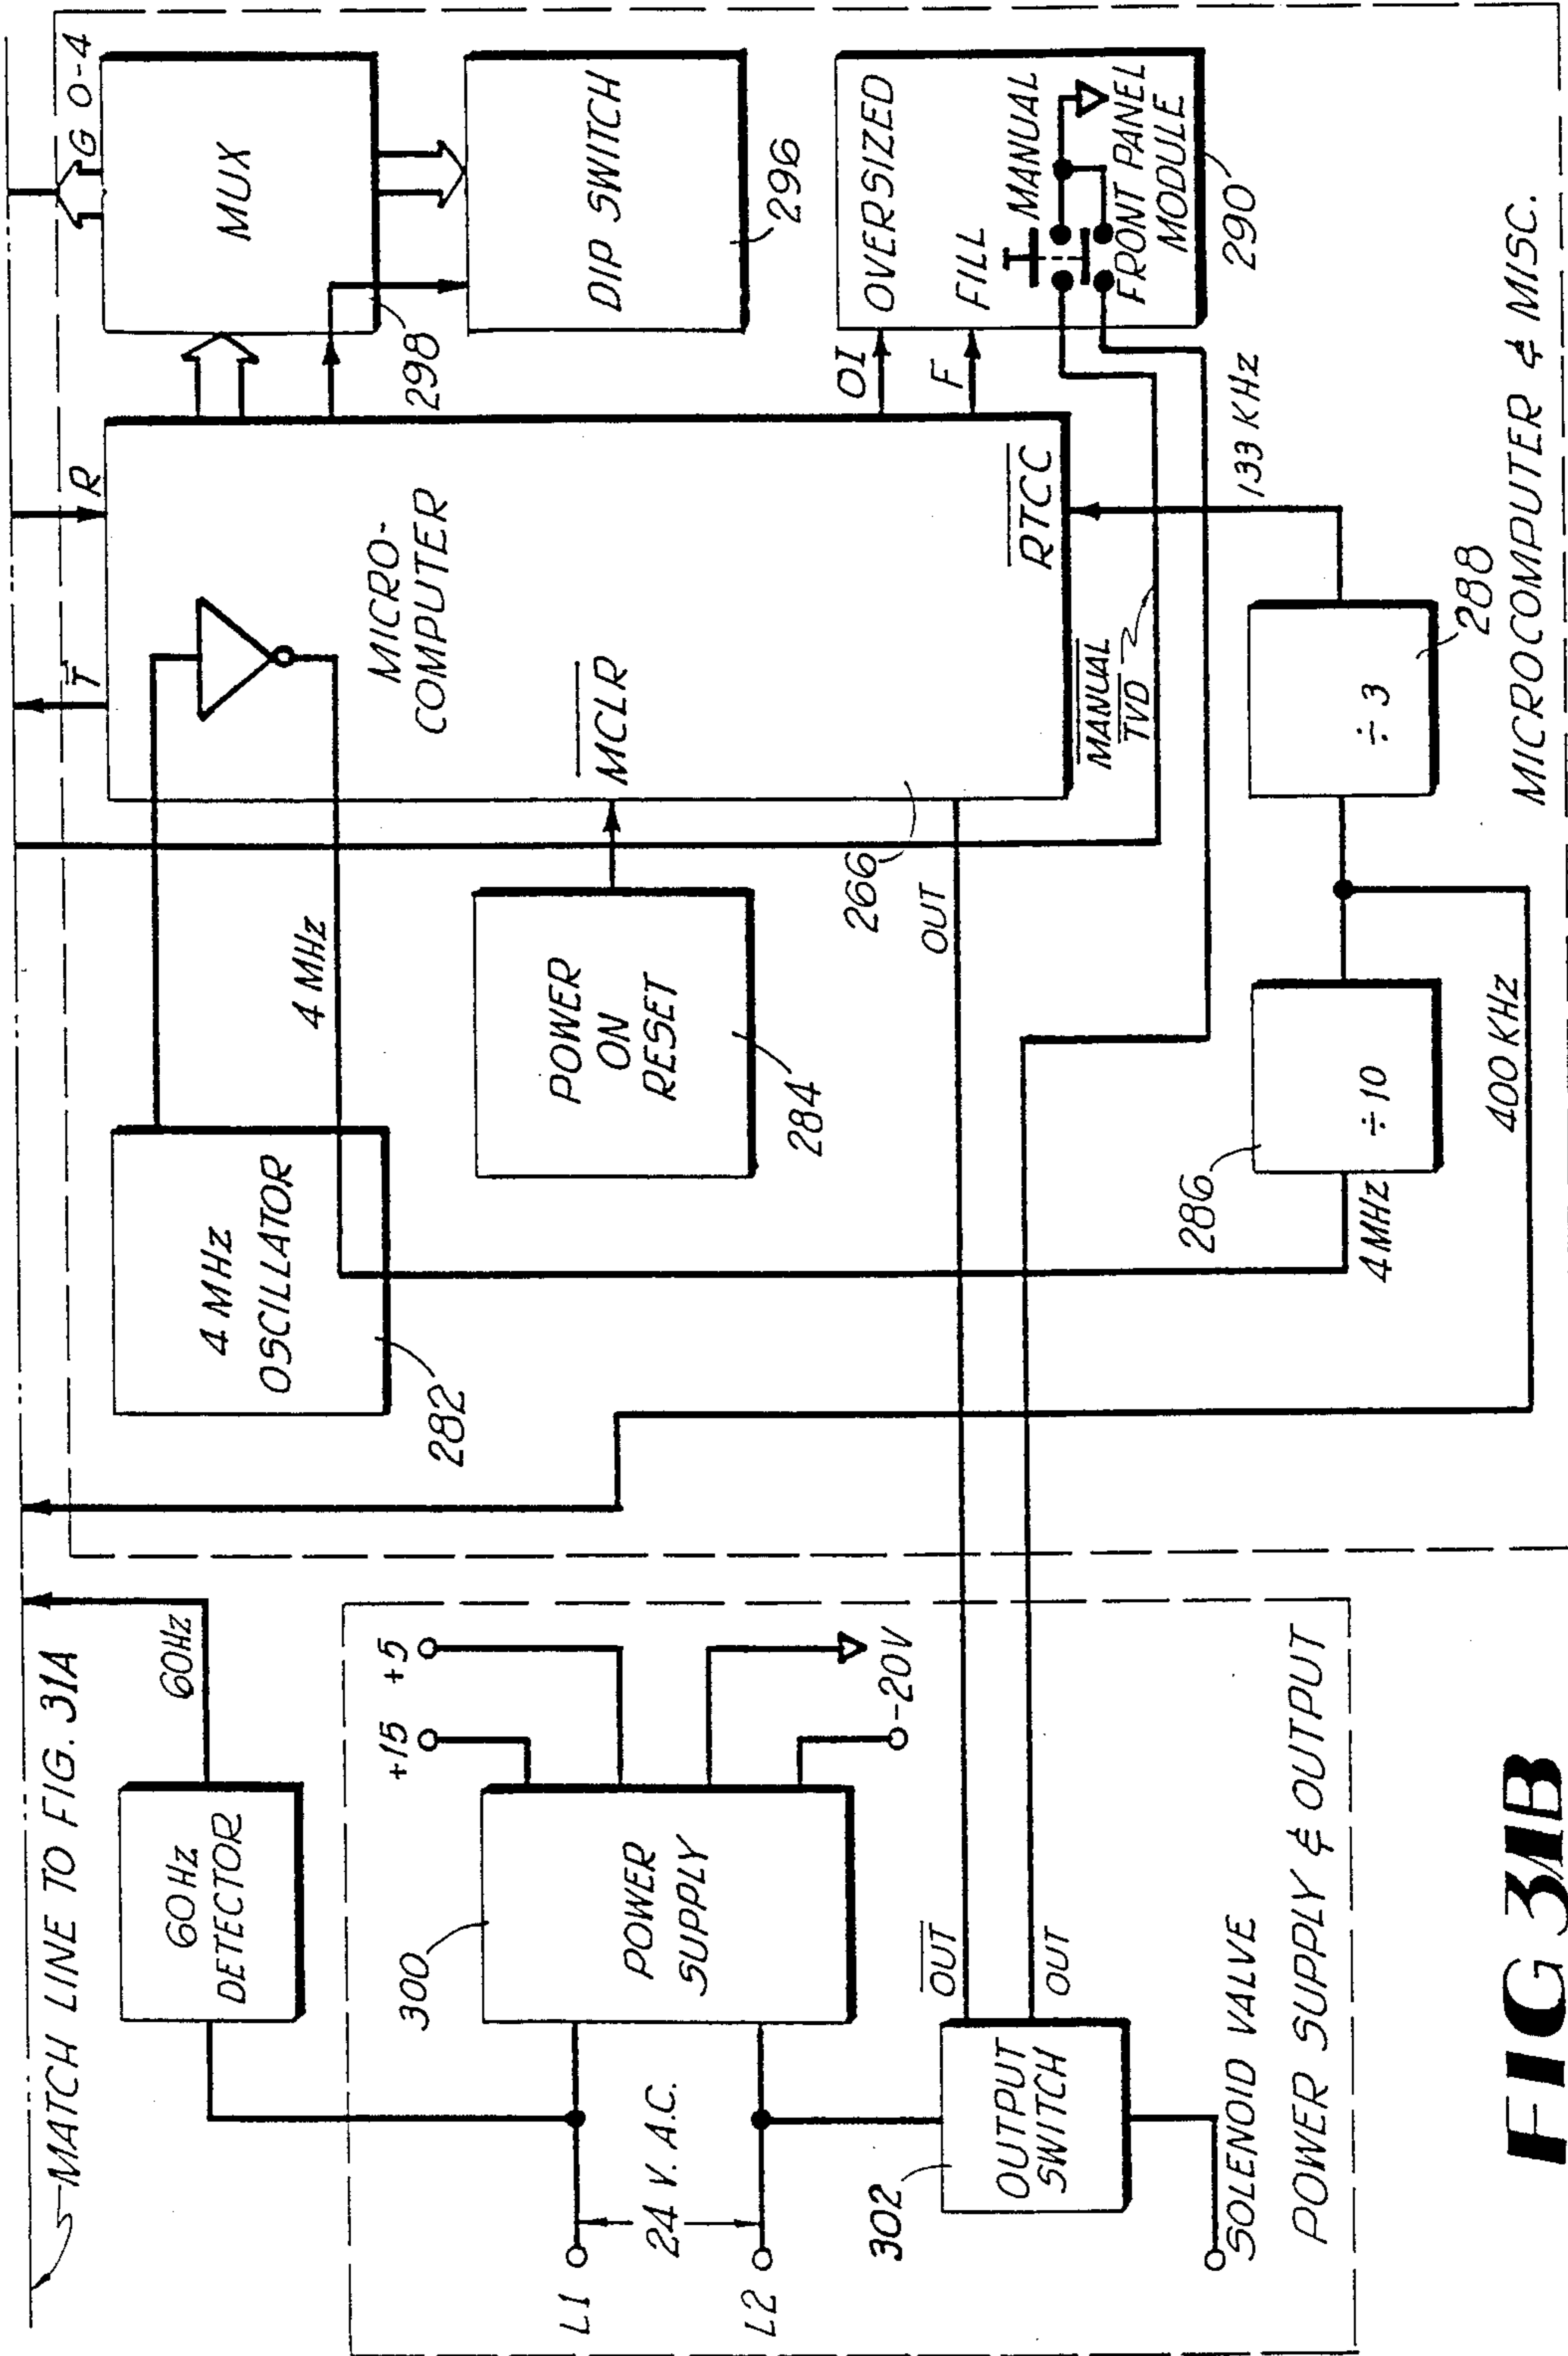 MATCH LINE TO FIG. 31A
60HZ
DETECTOR
60HZ
300
POWER
SUPPLY
+15
+5
-20V
L1
24 V. A.C.
L2
302
OUTPUT
SWITCH
OUT
OUT
SOLENOID VALVE
POWER SUPPLY & OUTPUT
4 MHz
OSCILLATOR
282
4 MHz
POWER
ON
RESET
284
T
R
MICRO-
COMPUTER
MCLR
RTCC
266
OUT
MANUAL
TVD
286
÷ 10
4 MHz
400 KHz
÷ 3
288
133 KHz
G 0-4
MUX
298
DIP SWITCH
296
OI
F
OVERSIZED
FILL
MANUAL
FRONT PANEL
MODULE
290
MICROCOMPUTER & MISC.
FIG 31B